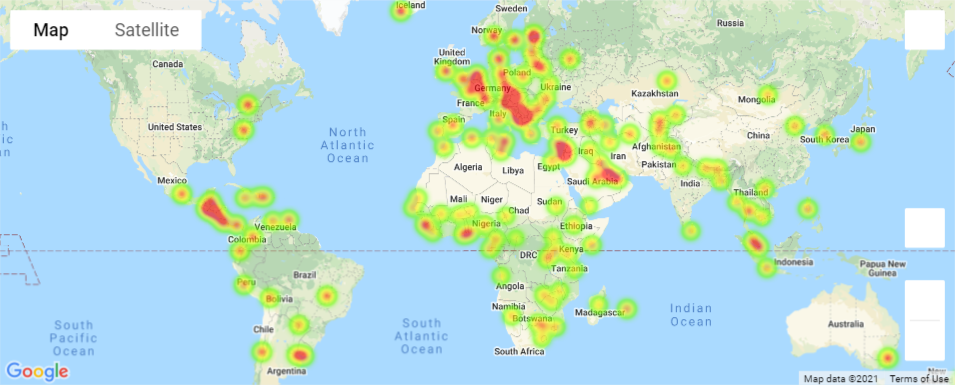 Iceland
Sweden
Map
Satellite
Norway
Russia
United
Kingdom
Canada
Poland
Germany
Ukraine
Kazakhstan
Mongolia
France
Italy
Spain
Turkey
United States
Japan
China
South Korea
North
Atlantic
Ocean
Iraq
Iran
Afghanistan
Pakistan
Algeria
Libya
Egypt
Mexico
Saudi Arabia
India
Thailand
Mali
Niger
Sudan
Chad
Nigeria
Ethiopia
Venezuela
Colombia
Kenya
DRC
Indonesia
Papua New
Guinea
Tanzania
Brazil
Peru
Angola
Bolivia
Namibia
Madagascar
Botswana
Indian
Ocean
South
Pacific
Ocean
Chile
South
Atlantic
Ocean
Australia
South Africa
Argentina
Google
Map data ©2021
Terms of Use